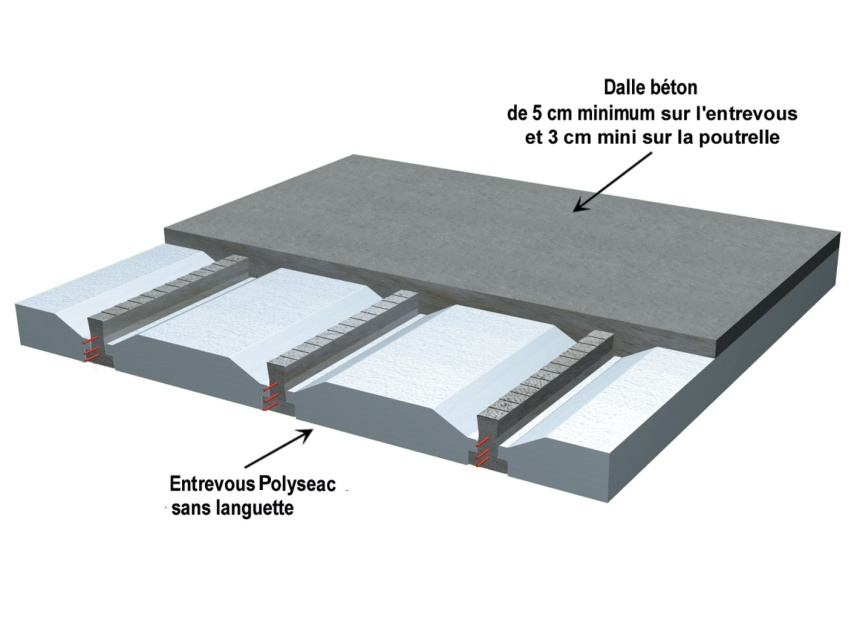 Dalle béton
de 5 cm minimum sur l'entrevous
et 3 cm mini sur la poutrelle
Entrevous Polyseac
sans languette